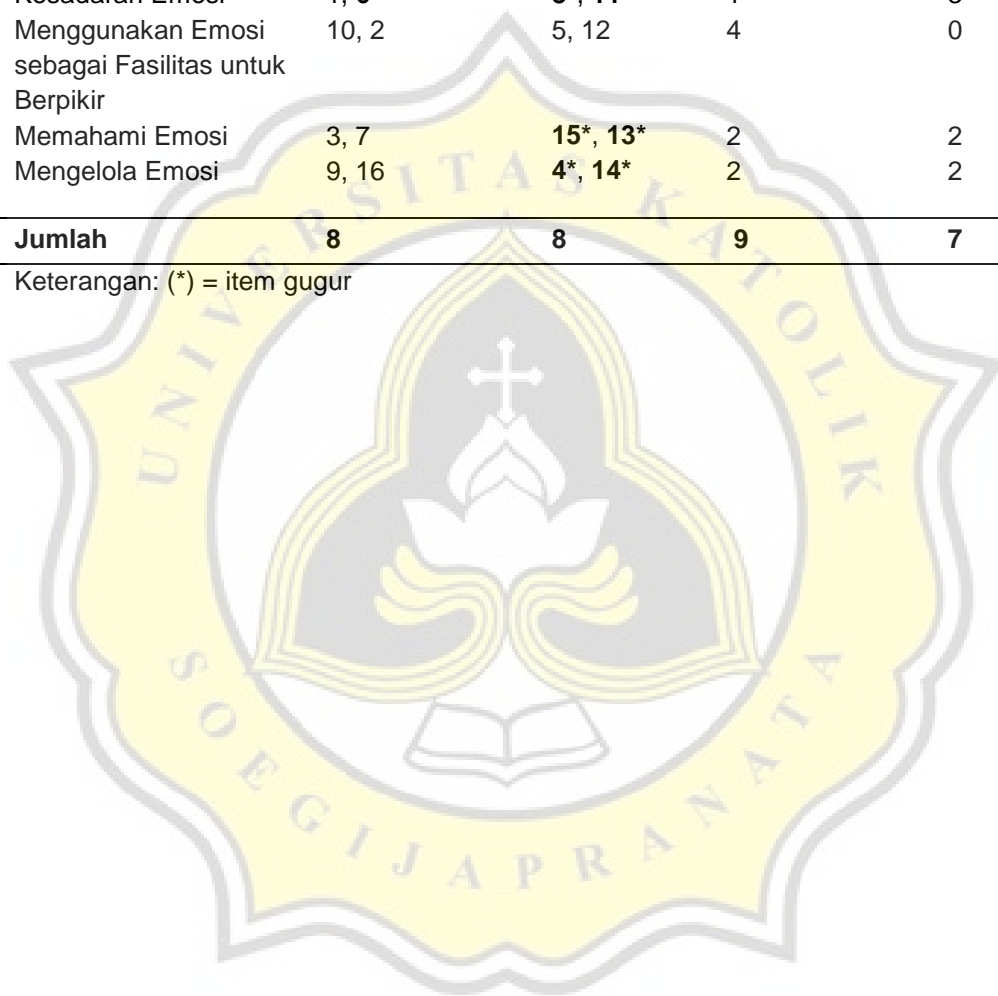 Menggunakan Emosi 10, 2 5, 12 4 0
sebagai Fasilitas untuk
Berpikir
Memahami Emosi 3, 7 15*, 13* 2 2
Mengelola Emosi 9, 16 4*, 14* 2 2
Jumlah 8 8 9 7
Keterangan: (*) = item gugur
UNIVERSITAS KATOLIK
SOEGIJAPRANATA